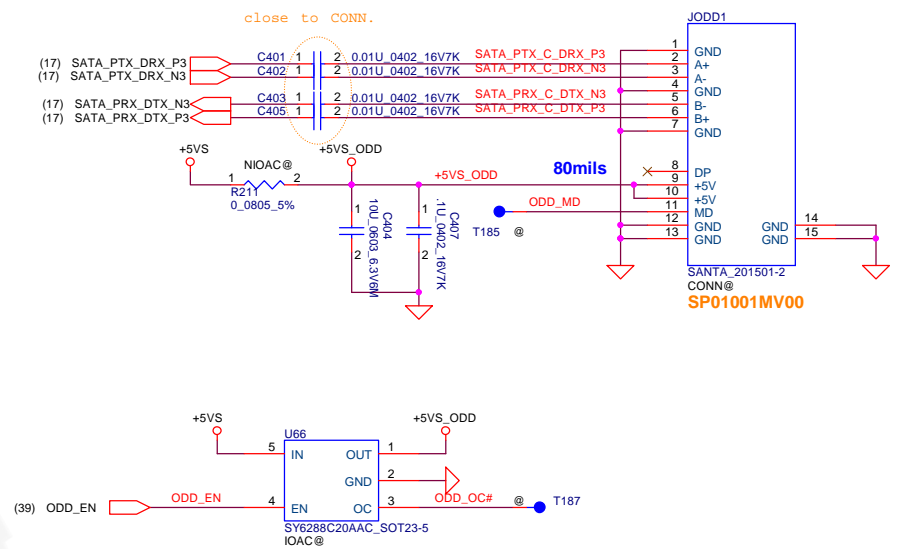 close to CONN.
JODD1
(17) SATA_PTX_DRX_P3 C401 1 2 0.01U_0402_16V7K SATA_PTX_C_DRX_P3
(17) SATA_PTX_DRX_N3 C402 1 2 0.01U_0402_16V7K SATA_PTX_C_DRX_N3
(17) SATA_PRX_DTX_N3 C403 1 2 0.01U_0402_16V7K SATA_PRX_C_DTX_N3
(17) SATA_PRX_DTX_P3 C405 1 2 0.01U_0402_16V7K SATA_PRX_C_DTX_P3
1 GND
2 A+
3 A-
4 GND
5 B-
6 B+
7 GND
8 DP
9 +5V
10 +5V
11 MD
12 GND
13 GND
GND 14
GND 15
SANTA_201501-2
CONN@
SP01001MV00
+5VS
NIOAC@
+5VS_ODD
1 2
R211
0_0805_5%
+5VS_ODD
80mils
1
2
C404
10U_0603_6.3V6M
1
2
C407
.1U_0402_16V7K
ODD_MD
T185 @
+5VS
+5VS_ODD
U66
5 IN OUT 1
GND 2
(39) ODD_EN ODD_EN 4 EN OC 3 ODD_OC# @ T187
SY6288C20AAC_SOT23-5
IOAC@